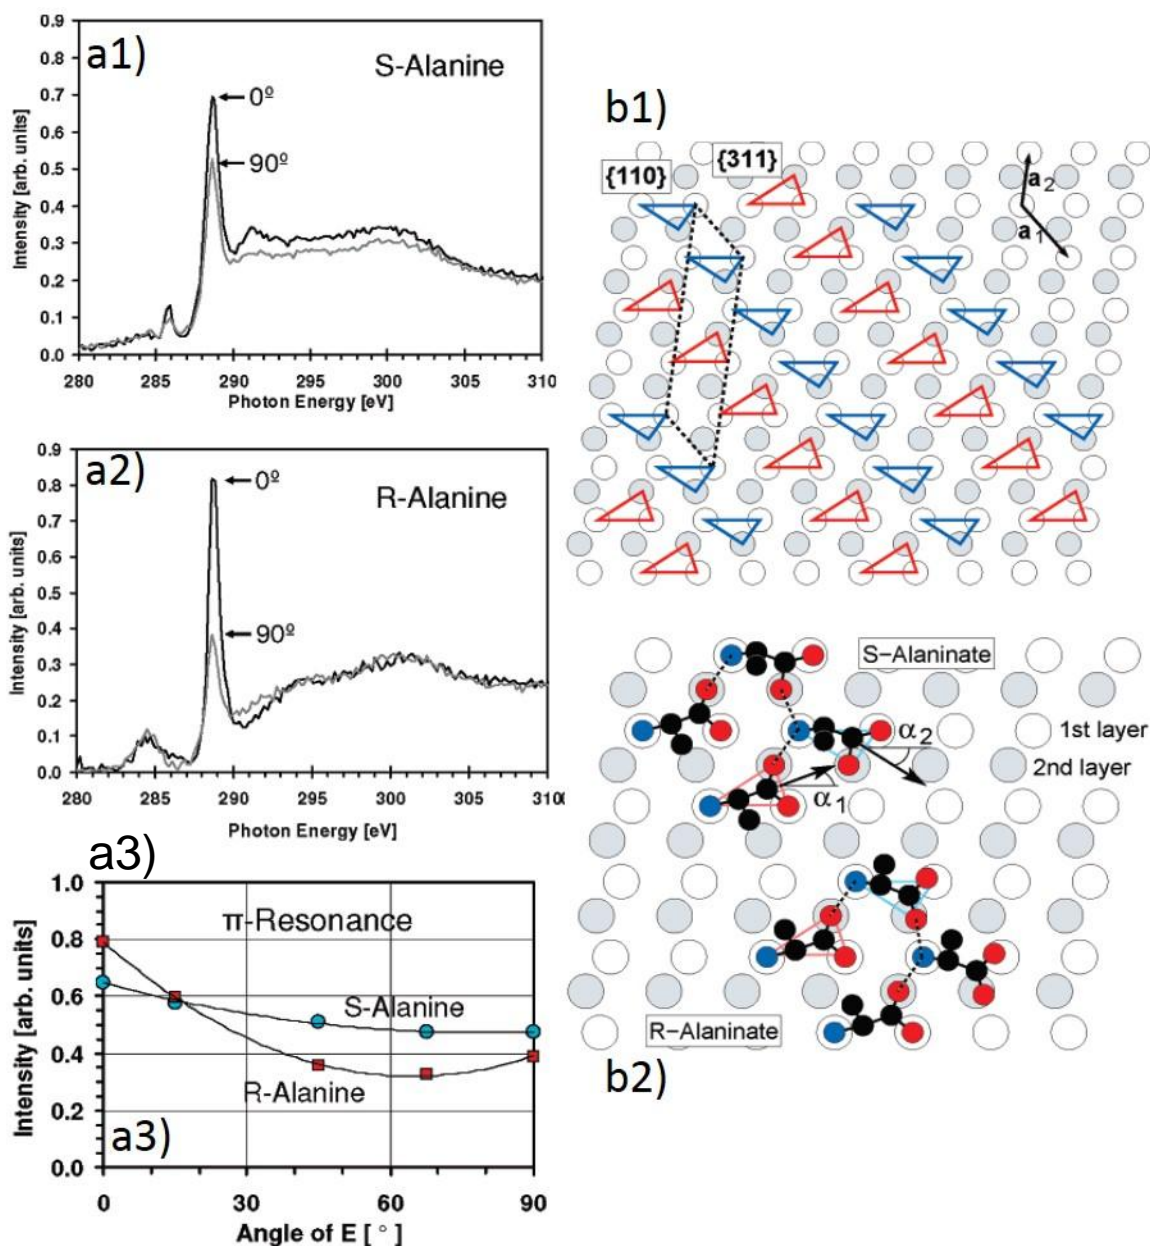 a1)
S-Alanine
0º
90º
0.9
0.8
0.7
0.6
0.5
0.4
0.3
0.2
0.1
0.0
280 285 290 295 300 305 310
Intensity [arb. units]
Photon Energy [eV]
a2)
R-Alanine
0º
90º
0.9
0.8
0.7
0.6
0.5
0.4
0.3
0.2
0.1
0.0
280 285 290 295 300 305 310
Intensity [arb. units]
Photon Energy [eV]
a3)
1.0
0.8
0.6
0.4
0.2
0.0
π-Resonance
S-Alanine
R-Alanine
a3)
0 30 60 90
Intensity [arb. units]
Angle of E [ ° ]
b1)
{110}
{311}
a2
a1
S-Alaninate
α2
1st layer
2nd layer
α1
R-Alaninate
b2)